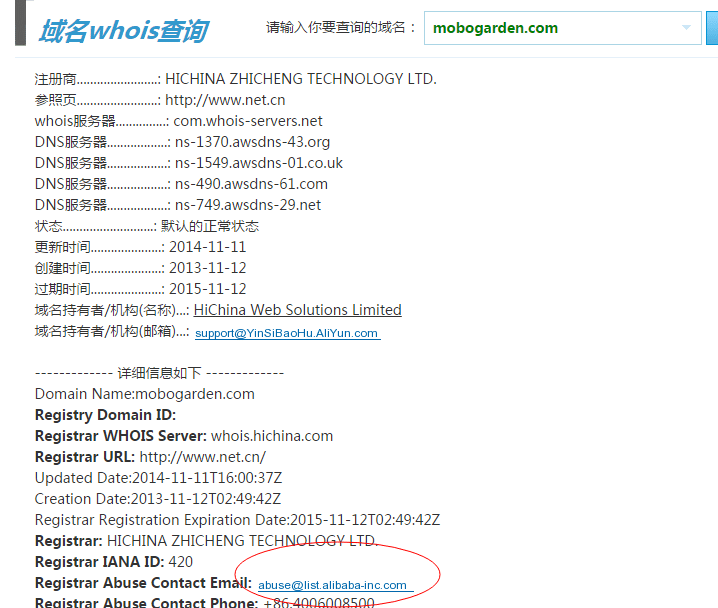 域名whois查询
请输入你要查询的域名： mobogarden.com
注册商........................: HICHINA ZHICHENG TECHNOLOGY LTD.
参照页........................: http://www.net.cn
whois服务器...............: com.whois-servers.net
DNS服务器..................: ns-1370.awsdns-43.org
DNS服务器..................: ns-1549.awsdns-01.co.uk
DNS服务器..................: ns-490.awsdns-61.com
DNS服务器..................: ns-749.awsdns-29.net
状态...........................: 默认的正常状态
更新时间.....................: 2014-11-11
创建时间.....................: 2013-11-12
过期时间.....................: 2015-11-12
域名持有者/机构(名称)...: HiChina Web Solutions Limited
域名持有者/机构(邮箱)...: support@YinSiBaoHu.AliYun.com
------------- 详细信息如下 -------------
Domain Name:mobogarden.com
Registry Domain ID:
Registrar WHOIS Server: whois.hichina.com
Registrar URL: http://www.net.cn/
Updated Date:2014-11-11T16:00:37Z
Creation Date:2013-11-12T02:49:42Z
Registrar Registration Expiration Date:2015-11-12T02:49:42Z
Registrar: HICHINA ZHICHENG TECHNOLOGY LTD.
Registrar IANA ID: 420
Registrar Abuse Contact Email: abuse@list.alibaba-inc.com
Registrar Abuse Contact Phone: +86.4006008500